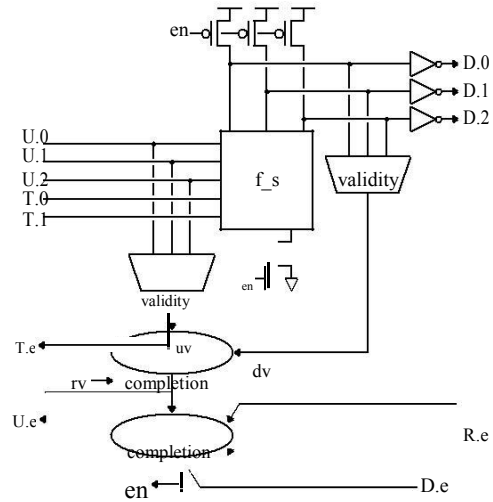 en
D.0
D.1
D.2
U.0
U.1
U.2
T.0
T.1
f_s
validity
en
validity
T.e
uv
dv
rv
completion
U.e
R.e
completion
en
D.e